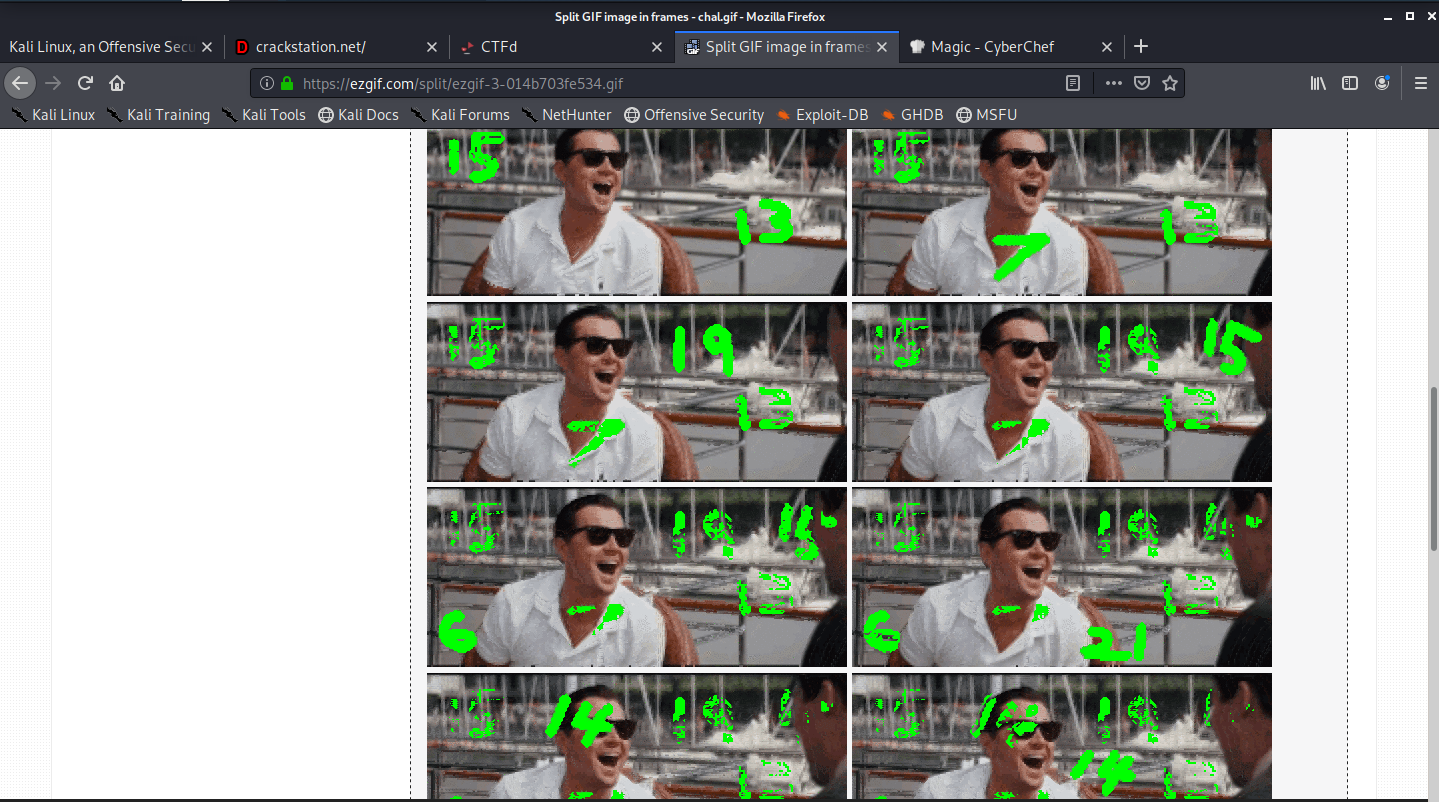 Split GIF image in frames - chal.gif - Mozilla Firefox
Kali Linux, an Offensive Secu
crackstation.net/
CTFd
Split GIF image in frames
Magic - CyberChef
https://ezgif.com/split/ezgif-3-014b703fe534.gif
Kali Linux
Kali Training
Kali Tools
Kali Docs
Kali Forums
NetHunter
Offensive Security
Exploit-DB
GHDB
MSFU
15 13
15 7 13
15 19 7 13
15 19 15 7 13
15 19 15 13 6 7
15 19 13 6 7 21
15 14 19 13
15 14 19 14 13